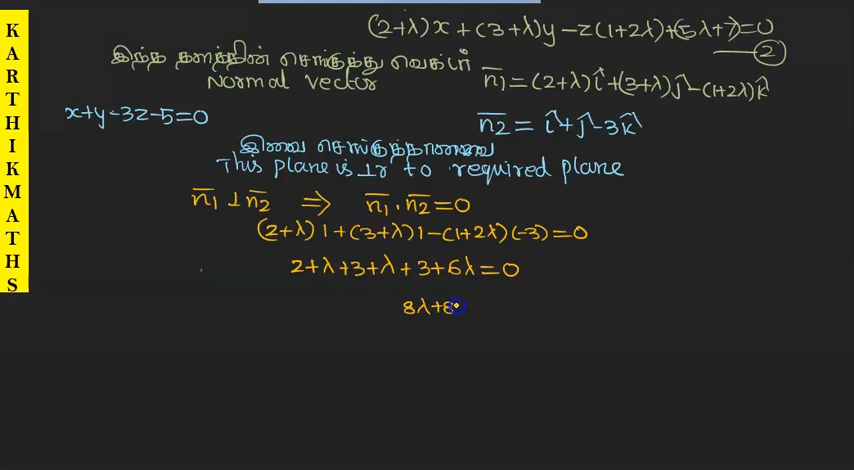 KARTHIKMATHS
(2+λ)x+(3+λ)y-z(1+2λ)+(5λ+7)=0
②
இந்த தளத்தின் செங்குத்து வெக்டர்
Normal vector n̄1=(2+λ)î+(3+λ)ĵ-(1+2λ)k̂
x+y-3z-5=0 n̄2=î+ĵ-3k̂
இவை செங்குத்தானவை
This plane is ⊥r to required plane
n̄1⊥n̄2 ⇒ n̄1.n̄2=0
(2+λ)1+(3+λ)1-(1+2λ)(-3)=0
2+λ+3+λ+3+6λ=0
8λ+8